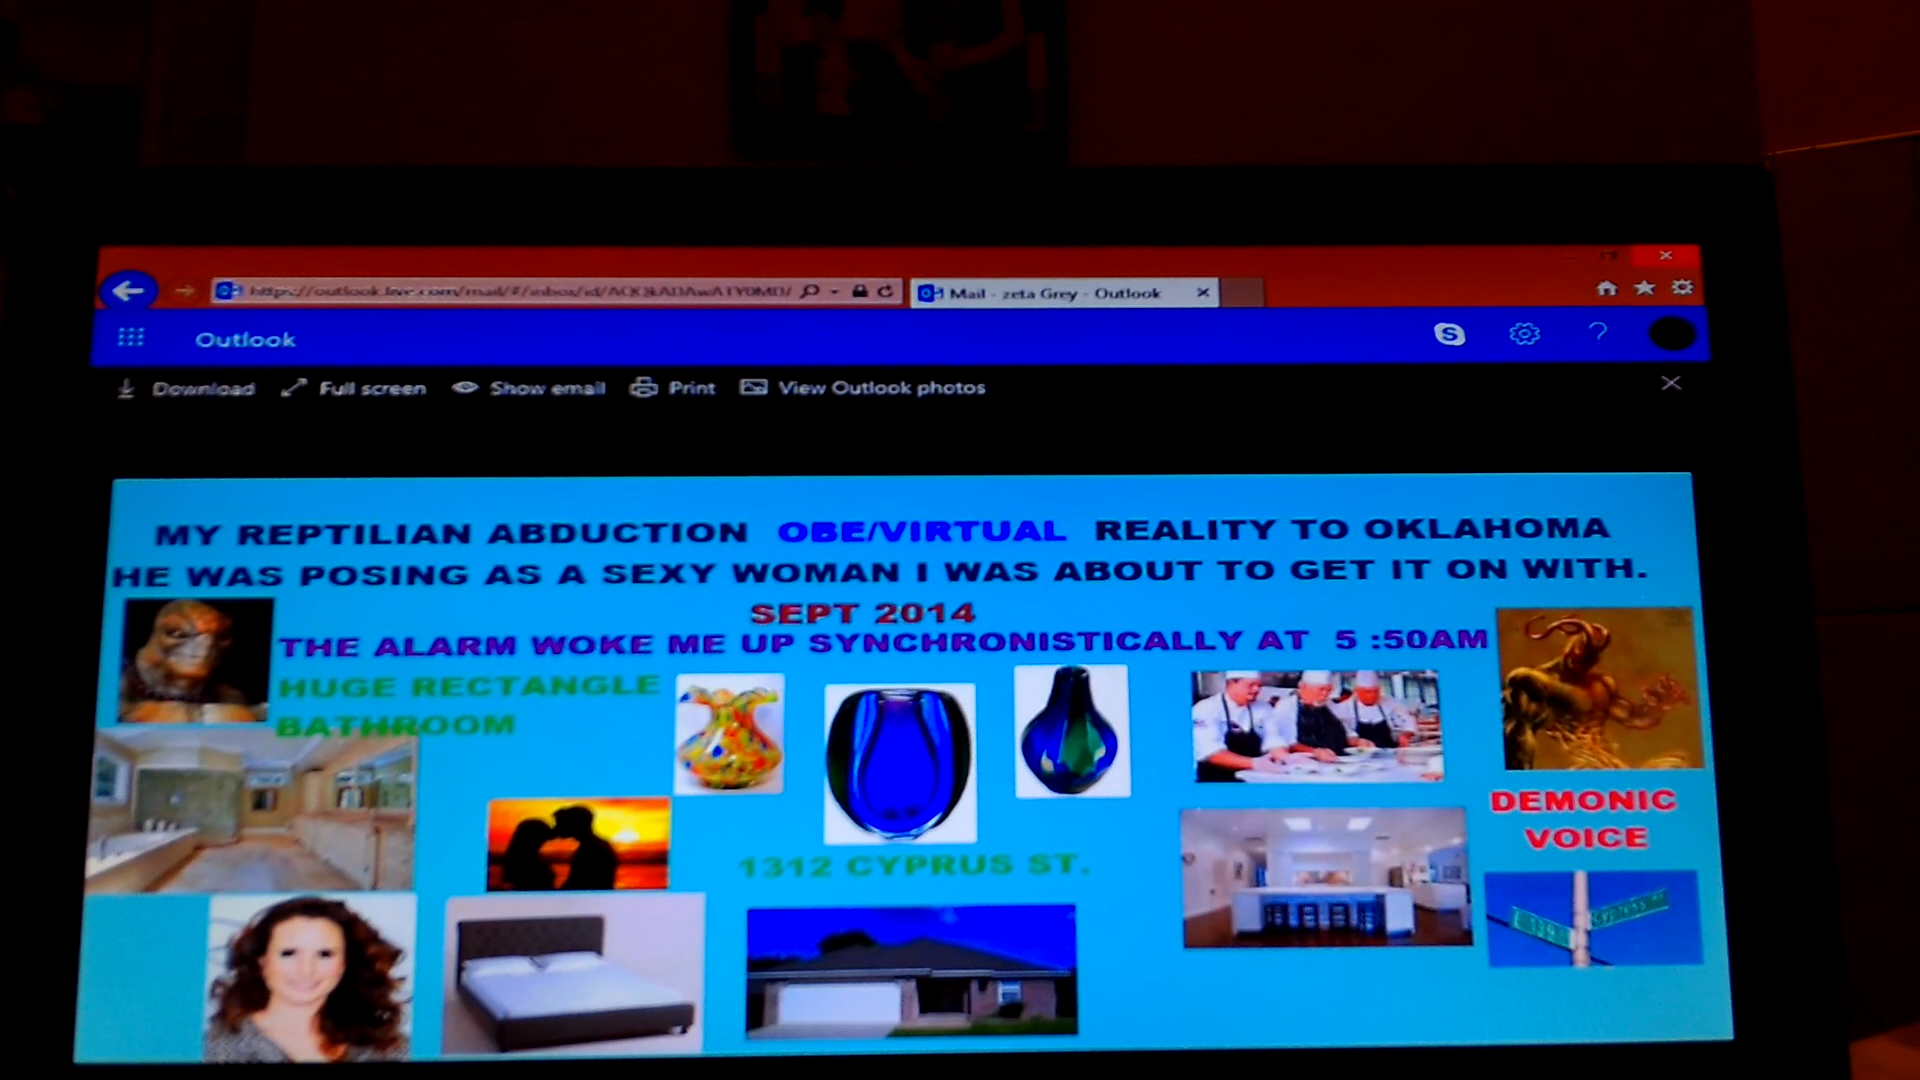 Mail - zeta Grey - Outlook
Outlook
Download Full screen Show email Print View Outlook photos
MY REPTILIAN ABDUCTION OBE/VIRTUAL REALITY TO OKLAHOMA
HE WAS POSING AS A SEXY WOMAN I WAS ABOUT TO GET IT ON WITH.
SEPT 2014
THE ALARM WOKE ME UP SYNCHRONISTICALLY AT 5 :50AM
HUGE RECTANGLE
BATHROOM
DEMONIC
VOICE
1312 CYPRUS ST.
E 139
Cypress